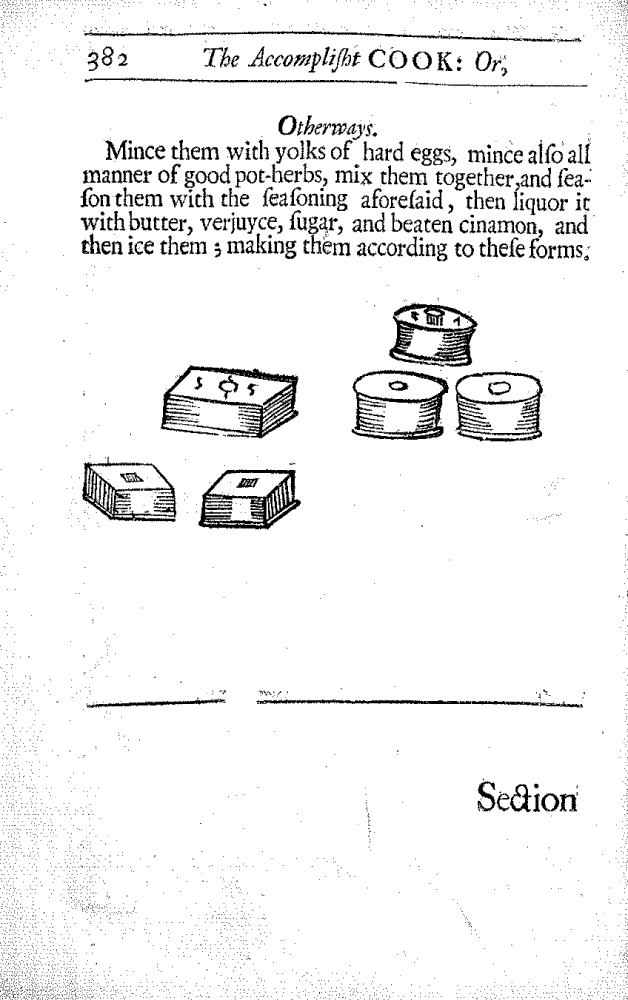 382 The Accompliſht COOK: Or,
Otherways.
Mince them with yolks of hard eggs, mince alſo all
manner of good pot-herbs, mix them together, and ſea-
ſon them with the ſeaſoning aforeſaid, then liquor it
with butter, verjuyce, ſugar, and beaten cinamon, and
then ice them; making them according to theſe forms.
Section